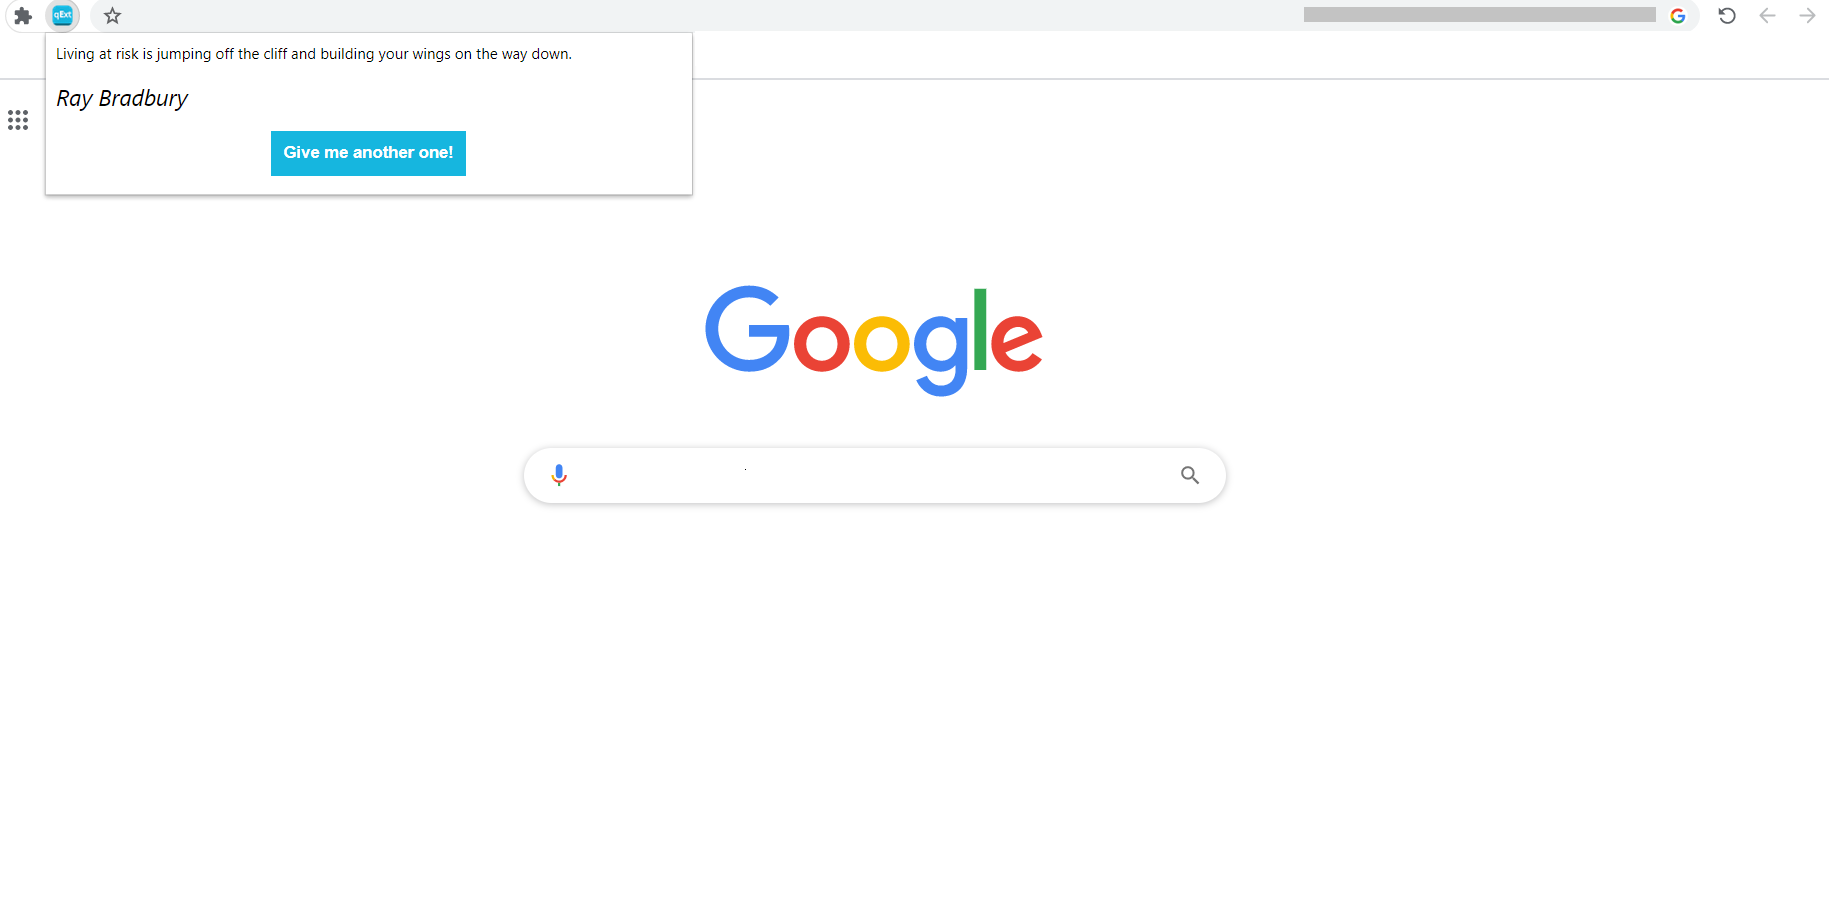 qExt
Living at risk is jumping off the cliff and building your wings on the way down.
Ray Bradbury
Give me another one!
Google